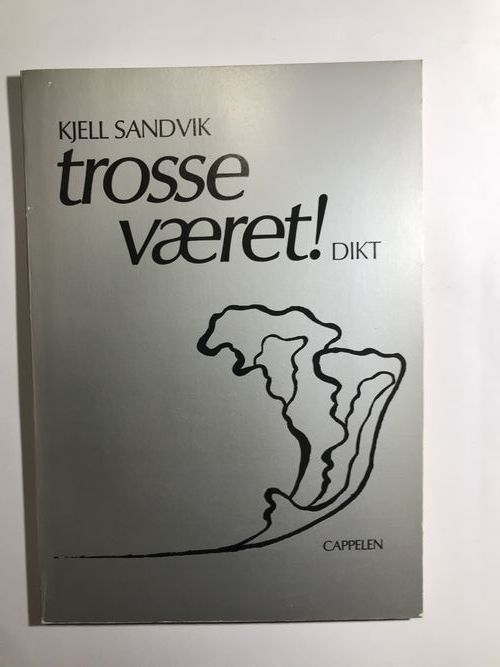 KJELL SANDVIK
trosse
været! DIKT
CAPPELEN